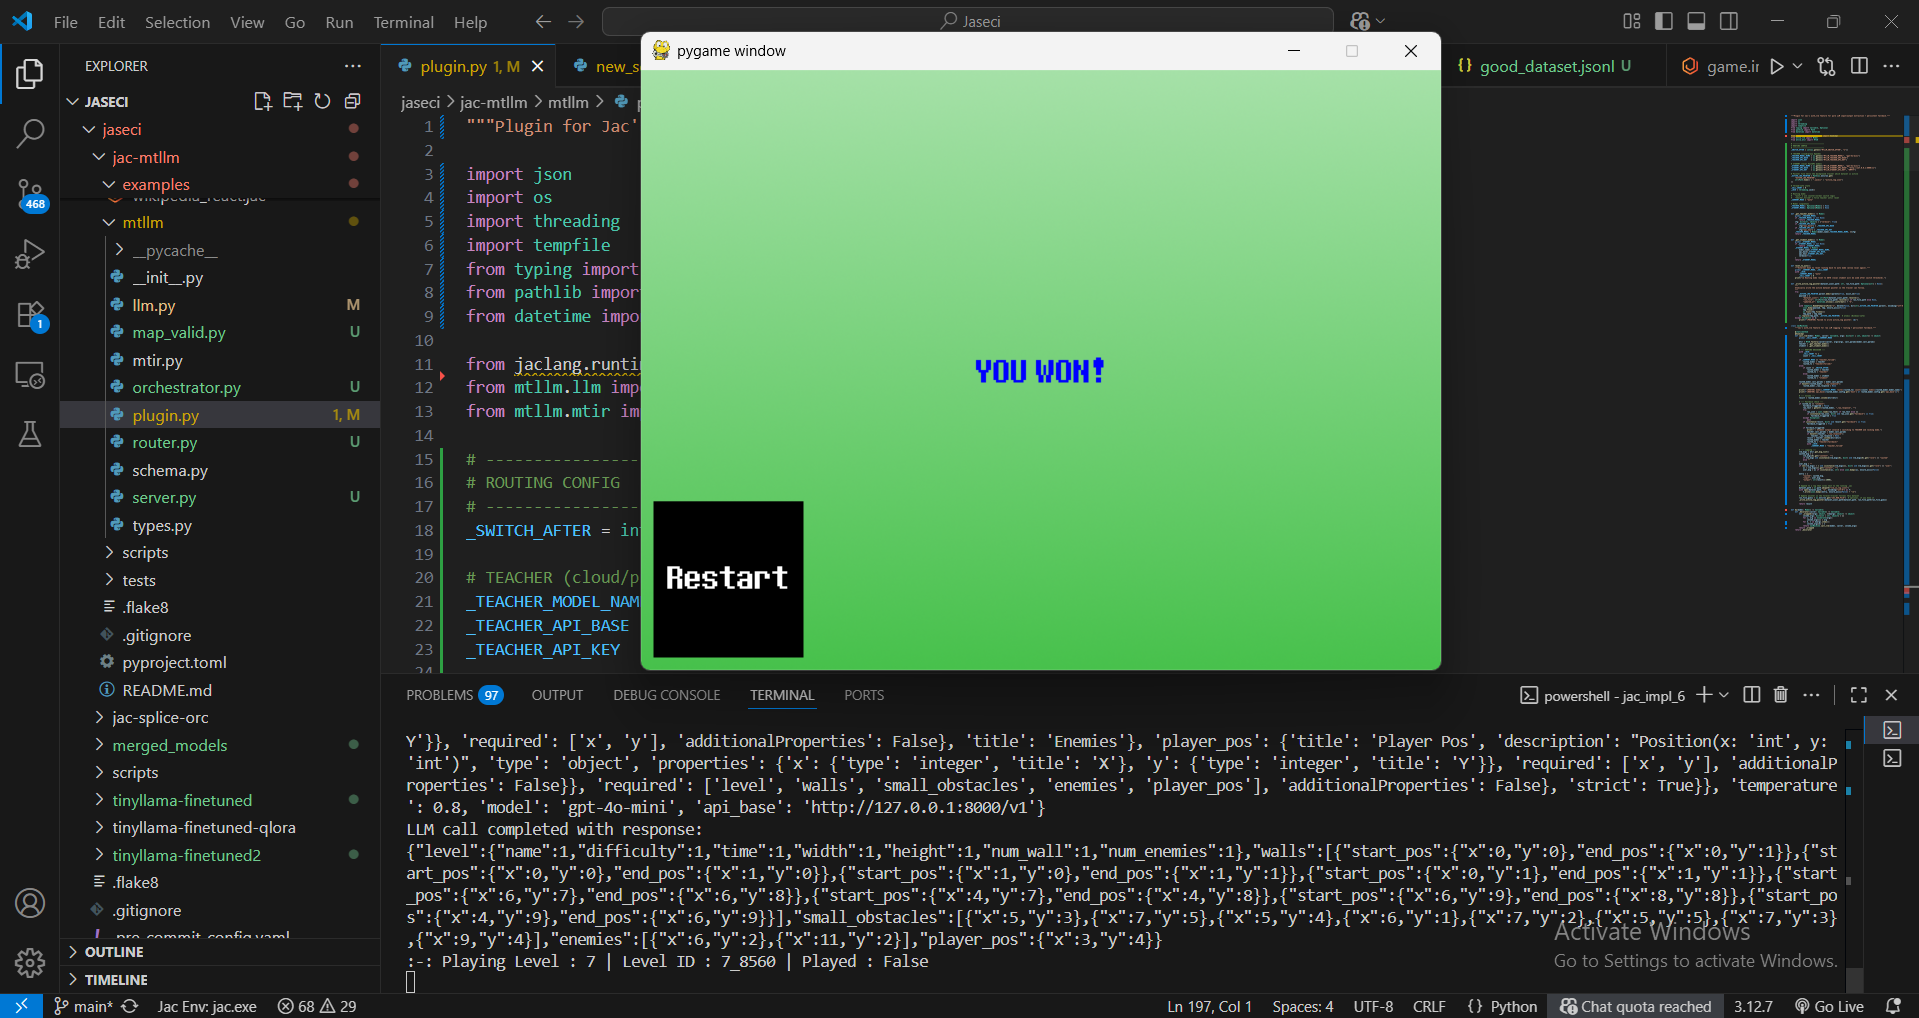 File Edit Selection View Go Run Terminal Help
Jaseci
EXPLORER
JASECI
jaseci
jac-mtllm
examples
wikipedia_react.jac
mtllm
__pycache__
__init__.py
llm.py M
map_valid.py U
mtir.py
orchestrator.py U
plugin.py 1, M
router.py U
schema.py
server.py U
types.py
scripts
tests
.flake8
.gitignore
pyproject.toml
README.md
jac-splice-orc
merged_models
scripts
tinyllama-finetuned
tinyllama-finetuned-qlora
tinyllama-finetuned2
.flake8
.gitignore
.pre-commit-config.yaml
OUTLINE
TIMELINE
468
1
plugin.py 1, M
good_dataset.jsonl U
jaseci > jac-mtllm > mtllm >
1 """Plugin for Jac'
2
3 import json
4 import os
5 import threading
6 import tempfile
7 from typing import
8 from pathlib impor
9 from datetime impo
10
11 from jaclang.runti
12 from mtllm.llm imp
13 from mtllm.mtir im
14
15 # ----------------
16 # ROUTING CONFIG
17 # ----------------
18 _SWITCH_AFTER = in
19
20 # TEACHER (cloud/p
21 _TEACHER_MODEL_NAM
22 _TEACHER_API_BASE
23 _TEACHER_API_KEY
24
pygame window
YOU WON!
Restart
PROBLEMS 97 OUTPUT DEBUG CONSOLE TERMINAL PORTS
powershell - jac_impl_6
Y'}}, 'required': ['x', 'y'], 'additionalProperties': False}, 'title': 'Enemies'}, 'player_pos': {'title': 'Player Pos', 'description': "Position(x: 'int', y:
'int')", 'type': 'object', 'properties': {'x': {'type': 'integer', 'title': 'X'}, 'y': {'type': 'integer', 'title': 'Y'}}, 'required': ['x', 'y'], 'additionalP
roperties': False}}, 'required': ['level', 'walls', 'small_obstacles', 'enemies', 'player_pos'], 'additionalProperties': False}, 'strict': True}}, 'temperature
': 0.8, 'model': 'gpt-4o-mini', 'api_base': 'http://127.0.0.1:8000/v1'}
LLM call completed with response:
{"level":{"name":1,"difficulty":1,"time":1,"width":1,"height":1,"num_wall":1,"num_enemies":1},"walls":[{"start_pos":{"x":0,"y":0},"end_pos":{"x":0,"y":1}},{"st
art_pos":{"x":0,"y":0},"end_pos":{"x":1,"y":0}},{"start_pos":{"x":1,"y":0},"end_pos":{"x":1,"y":1}},{"start_pos":{"x":0,"y":1},"end_pos":{"x":1,"y":1}},{"start
_pos":{"x":6,"y":7},"end_pos":{"x":6,"y":8}},{"start_pos":{"x":4,"y":7},"end_pos":{"x":4,"y":8}},{"start_pos":{"x":6,"y":9},"end_pos":{"x":8,"y":8}},{"start_po
s":{"x":4,"y":9},"end_pos":{"x":6,"y":9}}],"small_obstacles":[{"x":5,"y":3},{"x":7,"y":5},{"x":5,"y":4},{"x":6,"y":1},{"x":7,"y":2},{"x":5,"y":5},{"x":7,"y":3}
,{"x":9,"y":4}],"enemies":[{"x":6,"y":2},{"x":11,"y":2}],"player_pos":{"x":3,"y":4}}
:-: Playing Level : 7 | Level ID : 7_8560 | Played : False
Activate Windows
Go to Settings to activate Windows.
main* Jac Env: jac.exe 68 29 Ln 197, Col 1 Spaces: 4 UTF-8 CRLF Python Chat quota reached 3.12.7 Go Live